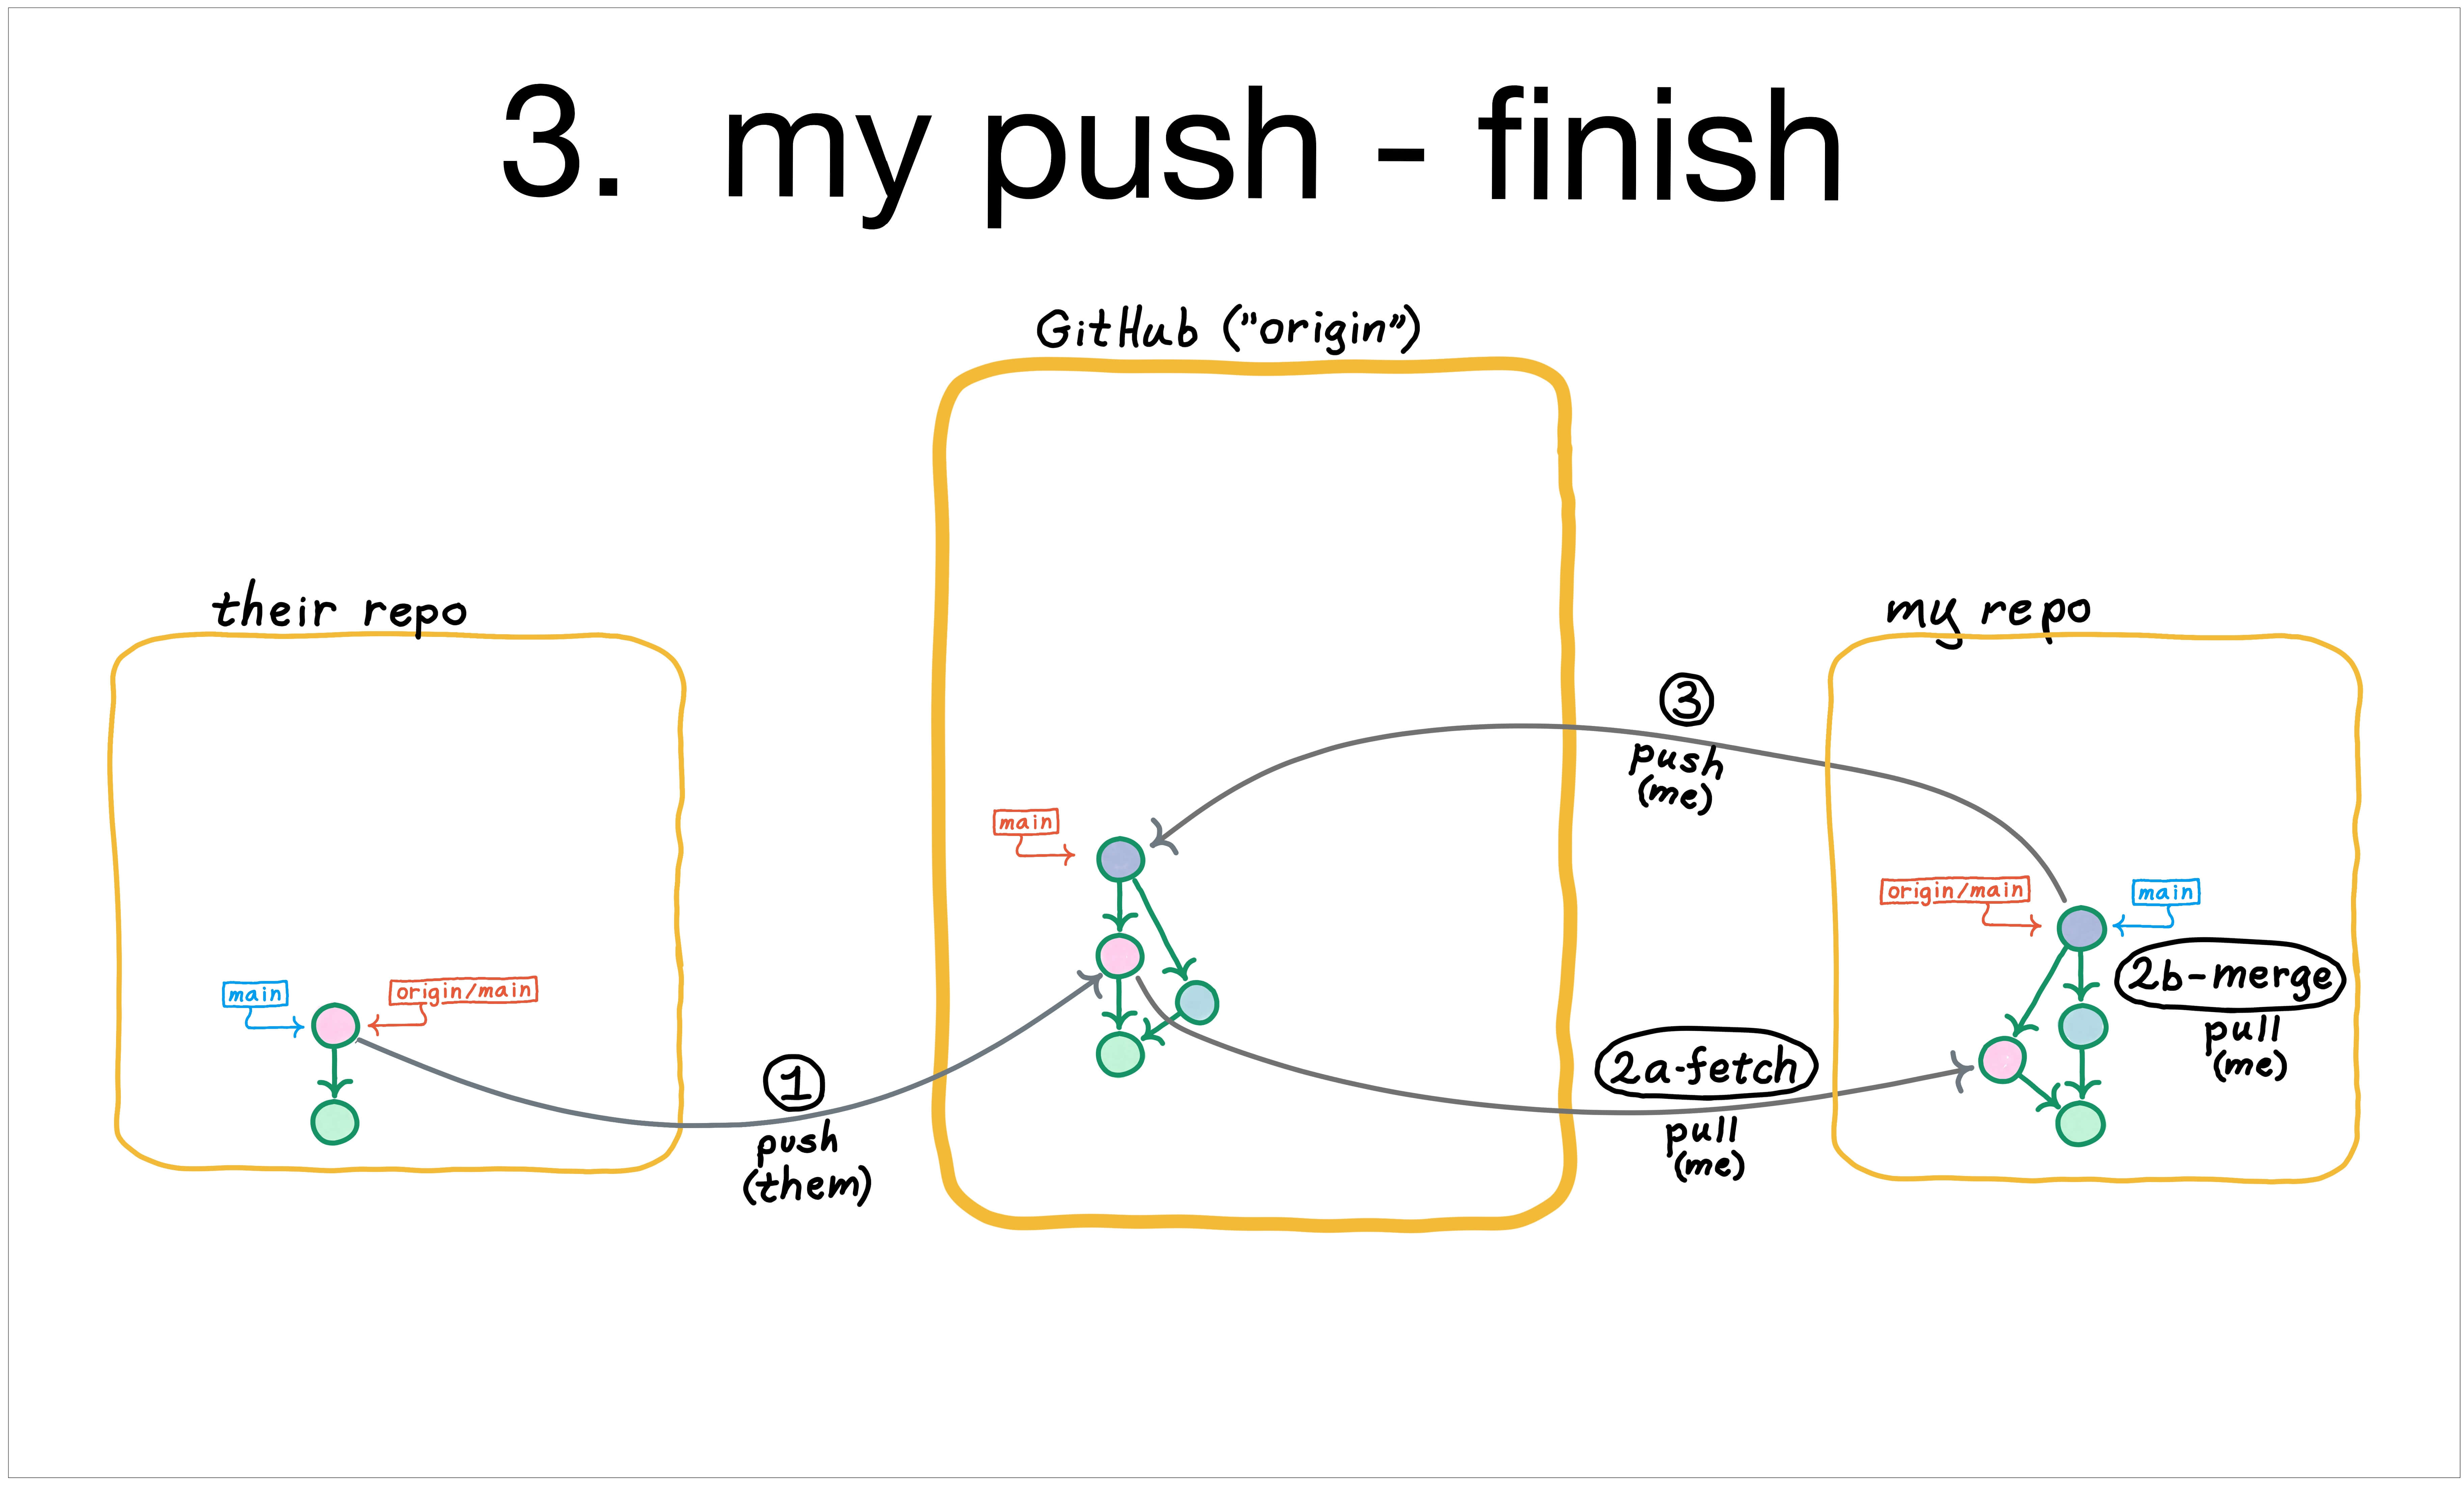 3. my push - finish
GitHub ("origin")
their repo
my repo
3
push
(me)
main
origin/main
main
2b-merge
pull
(me)
main
origin/main
2a-fetch
pull
(me)
1
push
(them)